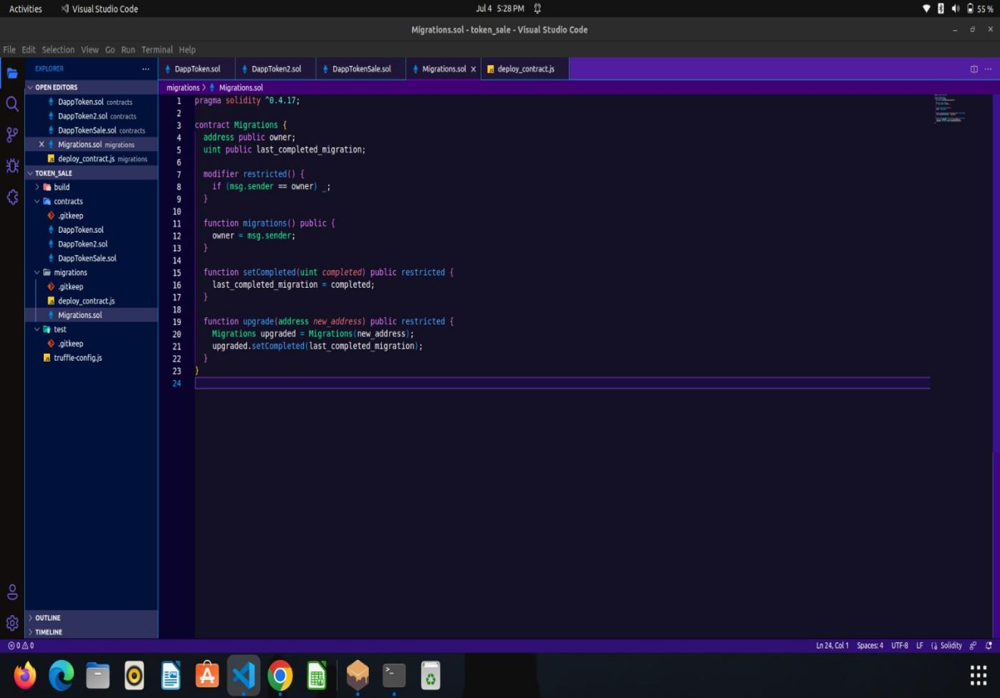 Activities Visual Studio Code Jul 4 5:28 PM 55 %
Migrations.sol - token_sale - Visual Studio Code
File Edit Selection View Go Run Terminal Help
EXPLORER
OPEN EDITORS
DappToken.sol contracts
DappToken2.sol contracts
DappTokenSale.sol contracts
Migrations.sol migrations
deploy_contract.js migrations
TOKEN_SALE
build
contracts
.gitkeep
DappToken.sol
DappToken2.sol
DappTokenSale.sol
migrations
.gitkeep
deploy_contract.js
Migrations.sol
test
.gitkeep
truffle-config.js
OUTLINE
TIMELINE
DappToken.sol DappToken2.sol DappTokenSale.sol Migrations.sol deploy_contract.js
migrations > Migrations.sol
1 pragma solidity ^0.4.17;
2
3 contract Migrations {
4 address public owner;
5 uint public last_completed_migration;
6
7 modifier restricted() {
8 if (msg.sender == owner) _;
9 }
10
11 function migrations() public {
12 owner = msg.sender;
13 }
14
15 function setCompleted(uint completed) public restricted {
16 last_completed_migration = completed;
17 }
18
19 function upgrade(address new_address) public restricted {
20 Migrations upgraded = Migrations(new_address);
21 upgraded.setCompleted(last_completed_migration);
22 }
23 }
24
0 0 Ln 24, Col 1 Spaces: 4 UTF-8 LF Solidity